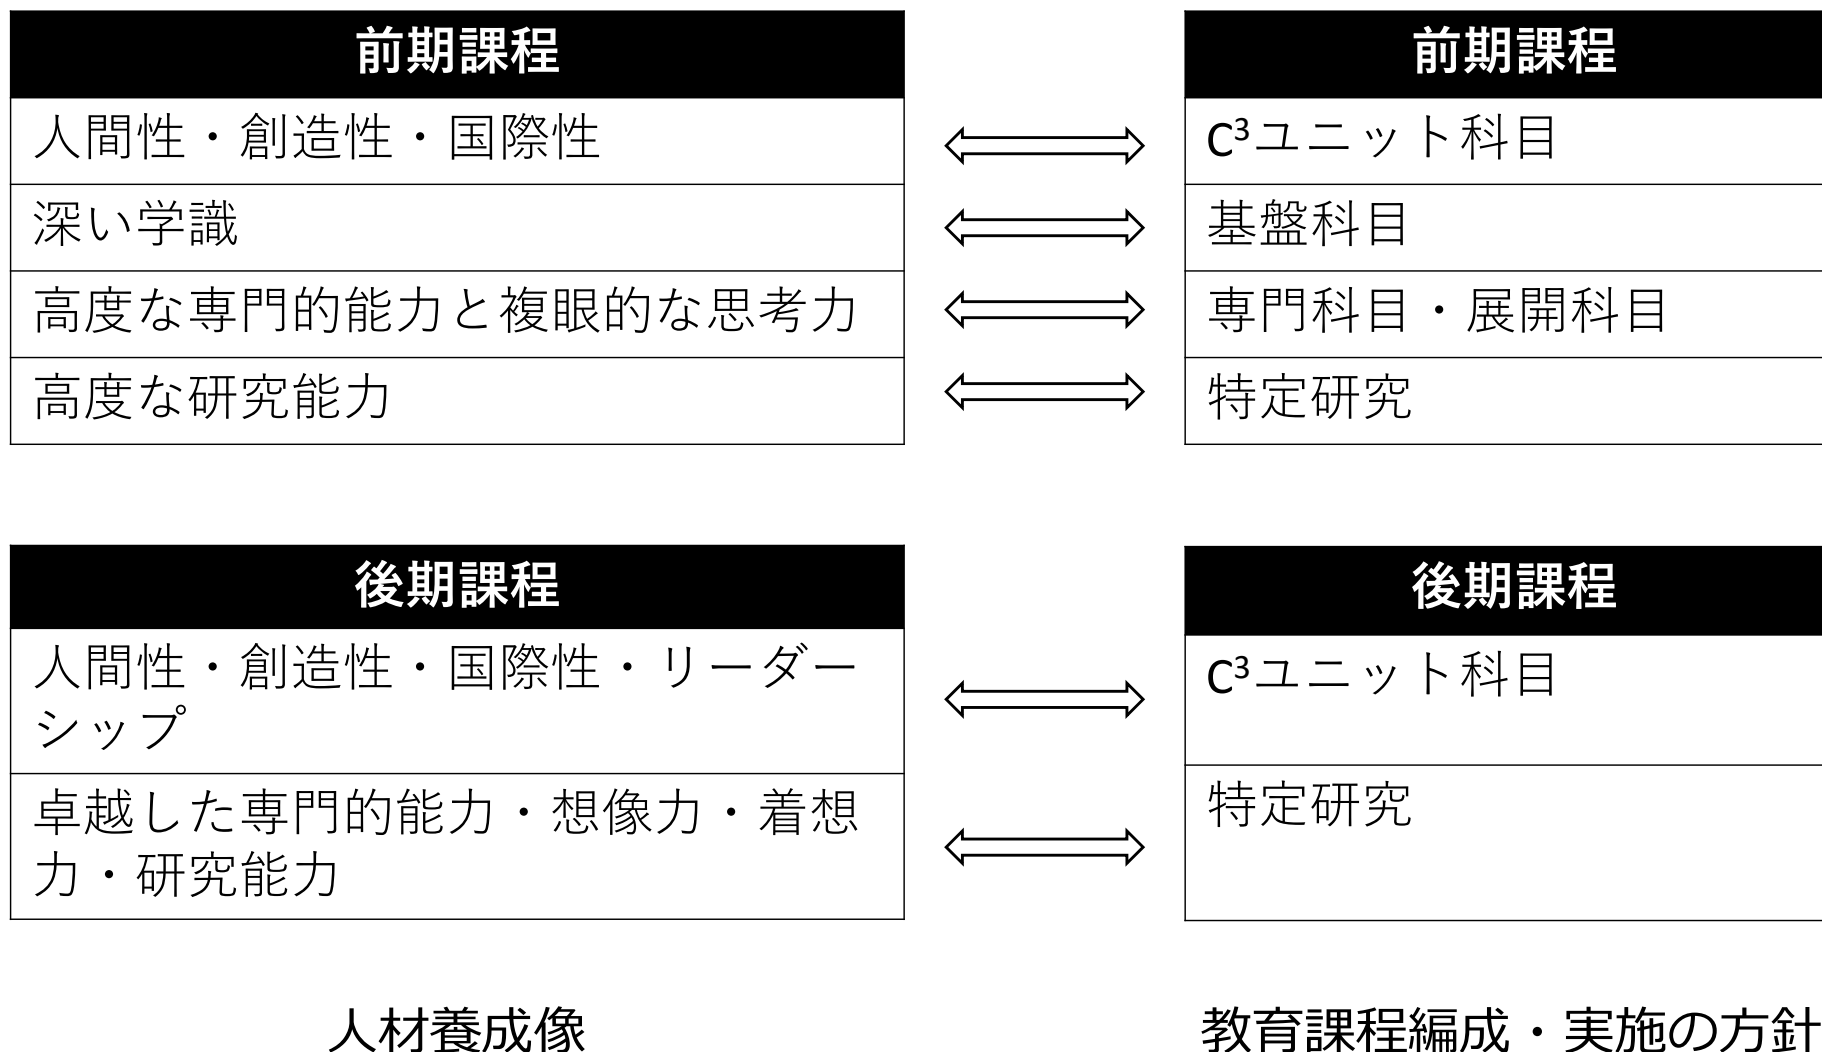 前期課程
人間性・創造性・国際性
深い学識
高度な専門的能力と複眼的な思考力
高度な研究能力
前期課程
C³ユニット科目
基盤科目
専門科目・展開科目
特定研究
後期課程
人間性・創造性・国際性・リーダー
シップ
卓越した専門的能力・想像力・着想
力・研究能力
後期課程
C³ユニット科目
特定研究
人材養成像
教育課程編成・実施の方針